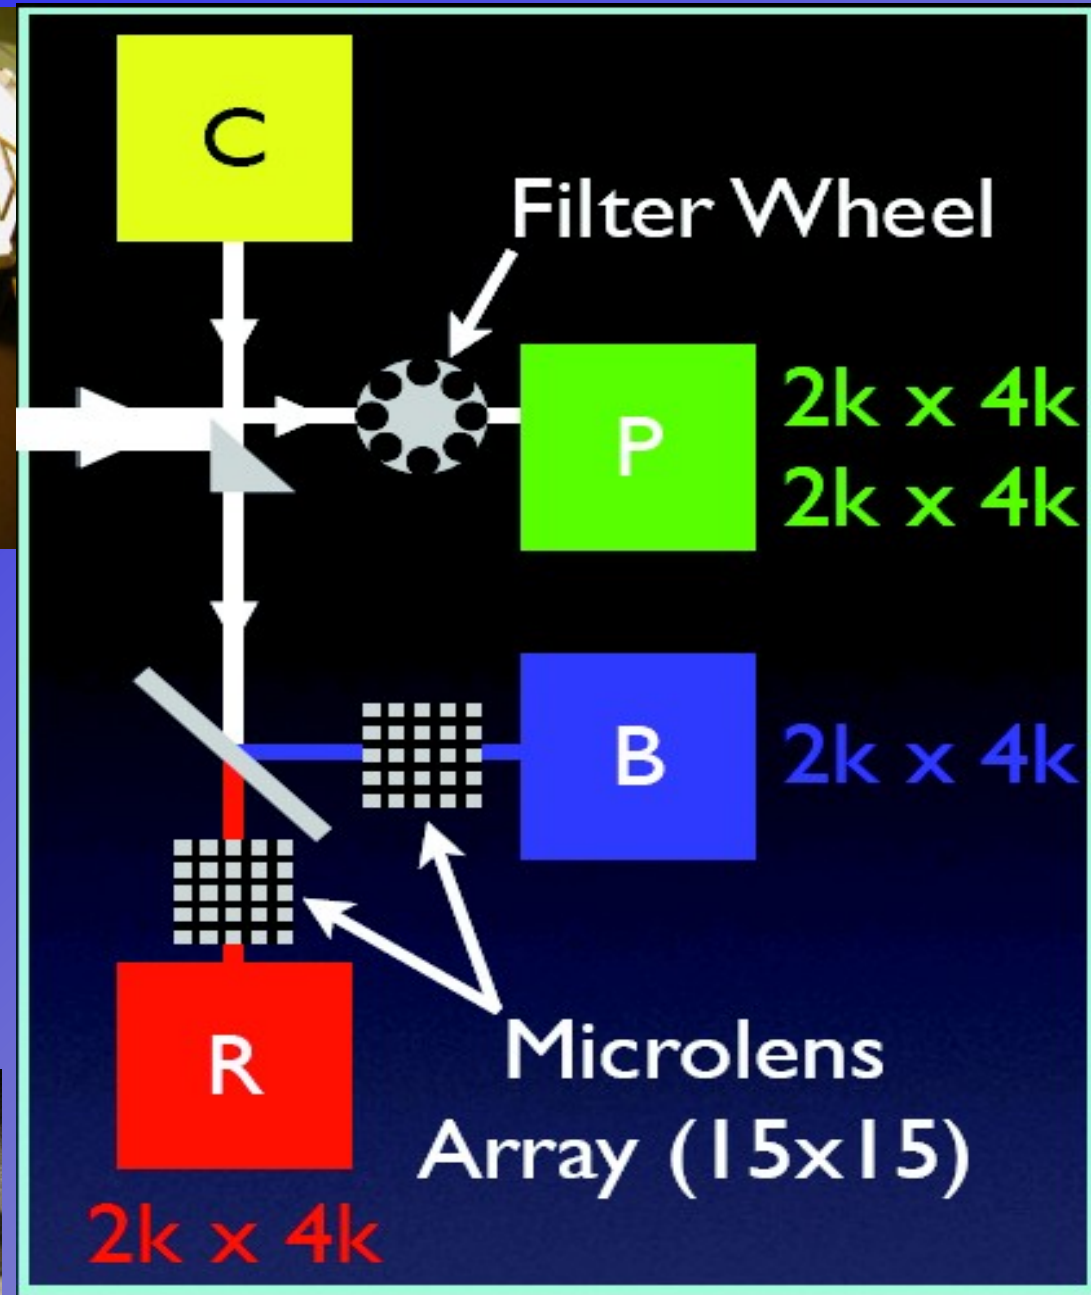 C
Filter Wheel
P
2k x 4k
2k x 4k
B
2k x 4k
R
Microlens
Array (15x15)
2k x 4k